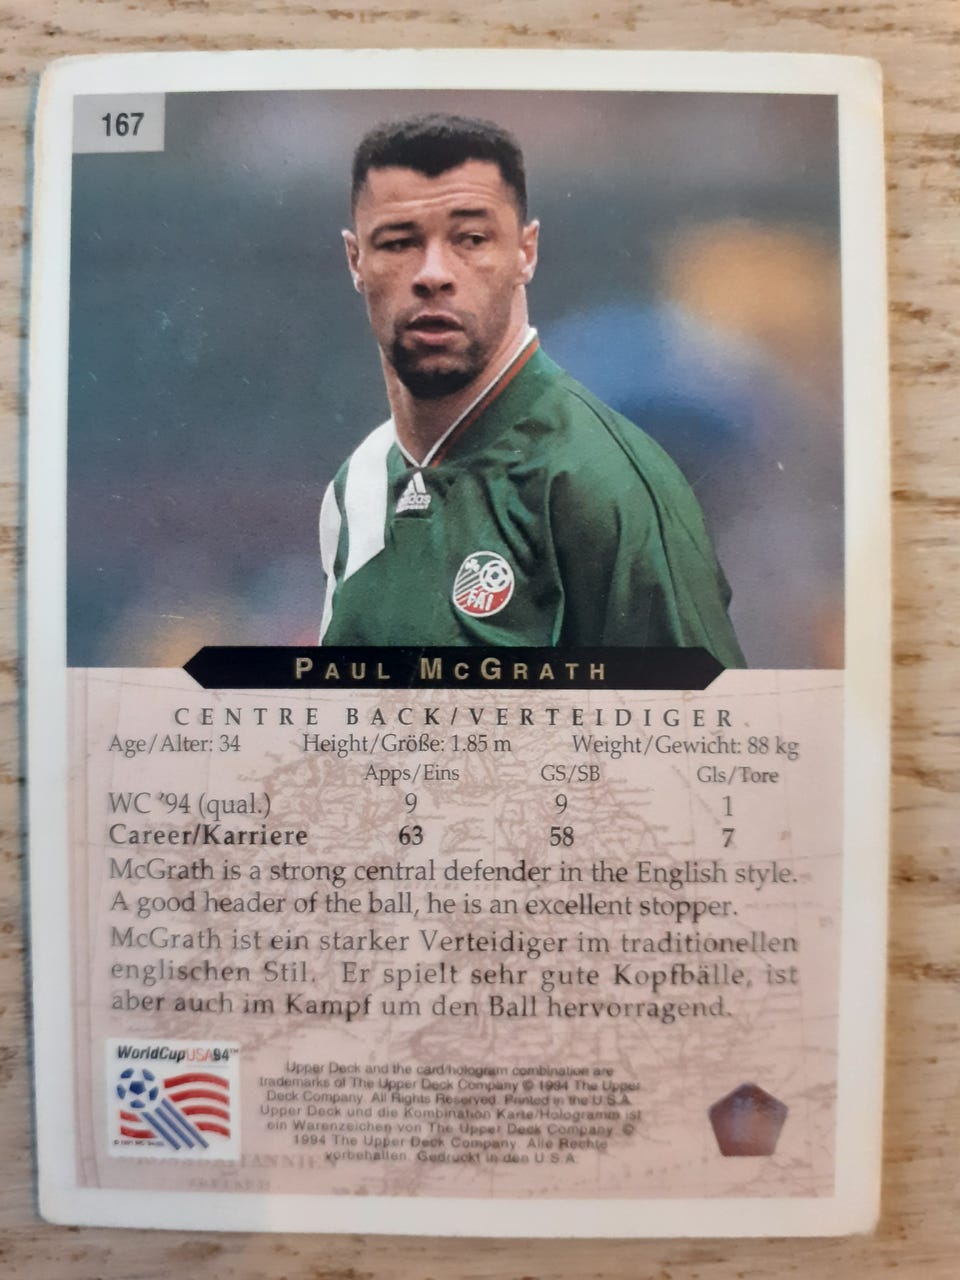 167
adidas
FAI
PAUL MCGRATH
CENTRE BACK/VERTEIDIGER
Age/Alter: 34 Height/Größe: 1.85 m Weight/Gewicht: 88 kg
Apps/Eins GS/SB Gls/Tore
WC '94 (qual.) 9 9 1
Career/Karriere 63 58 7
McGrath is a strong central defender in the English style.
A good header of the ball, he is an excellent stopper.
McGrath ist ein starker Verteidiger im traditionellen
englischen Stil. Er spielt sehr gute Kopfbälle, ist
aber auch im Kampf um den Ball hervorragend.
WorldCupUSA94™
Upper Deck and the card/hologram combination are
trademarks of The Upper Deck Company © 1994 The Upper
Deck Company. All Rights Reserved. Printed in the U.S.A.
Upper Deck und die Kombination Karte/Hologramm ist
ein Warenzeichen von The Upper Deck Company. ©
1994 The Upper Deck Company. Alle Rechte
vorbehalten. Gedruckt in den U.S.A.